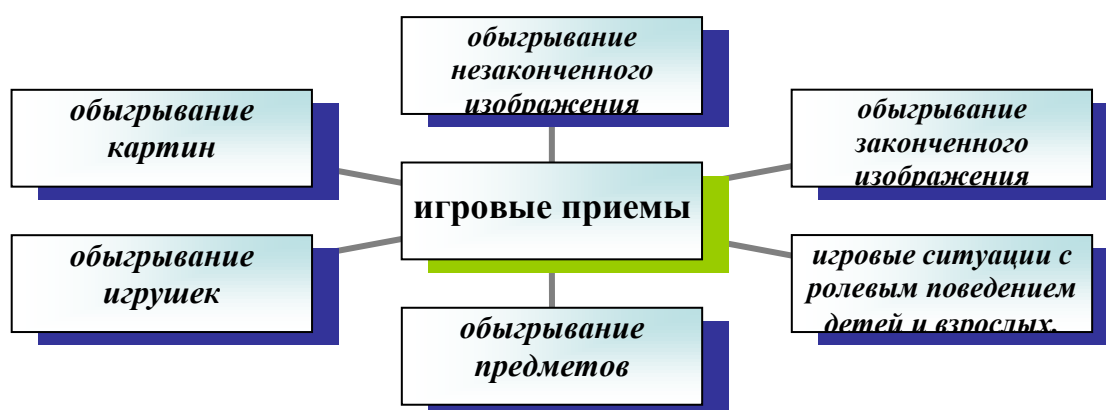 обыгрывание
незаконченного
изображения
обыгрывание
картин
обыгрывание
законченного
изображения
игровые приемы
обыгрывание
игрушек
игровые ситуации с
ролевым поведением
детей и взрослых.
обыгрывание
предметов